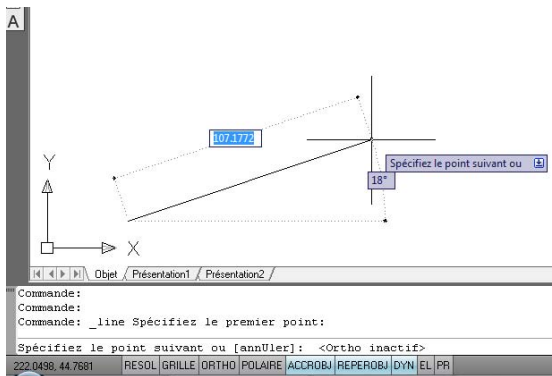 A
107.1772
Spécifiez le point suivant ou
18°
Y
X
Objet Présentation1 Présentation2
Commande:
Commande:
Commande: _line Spécifiez le premier point:
Spécifiez le point suivant ou [annUler]: <Ortho inactif>
222.0498, 44.7681 RESOL GRILLE ORTHO POLAIRE ACCROBJ REPEROBJ DYN EL PR